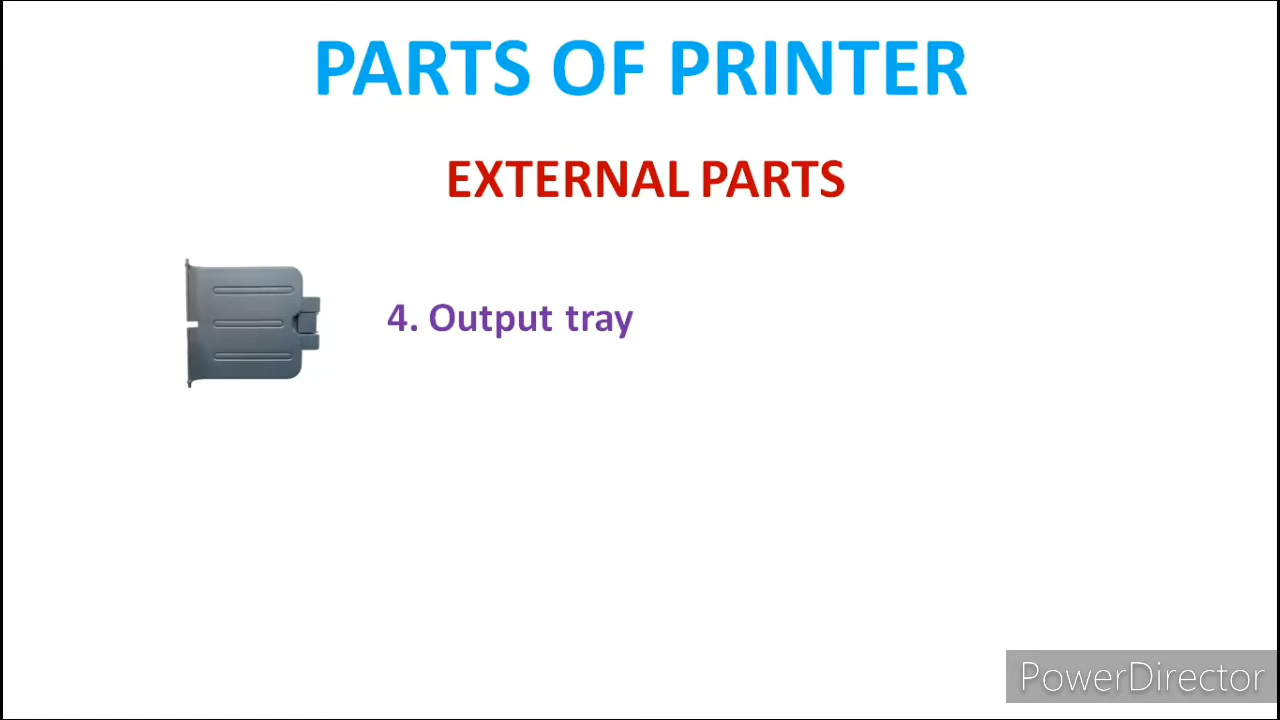 PARTS OF PRINTER
EXTERNAL PARTS
4. Output tray
PowerDirector